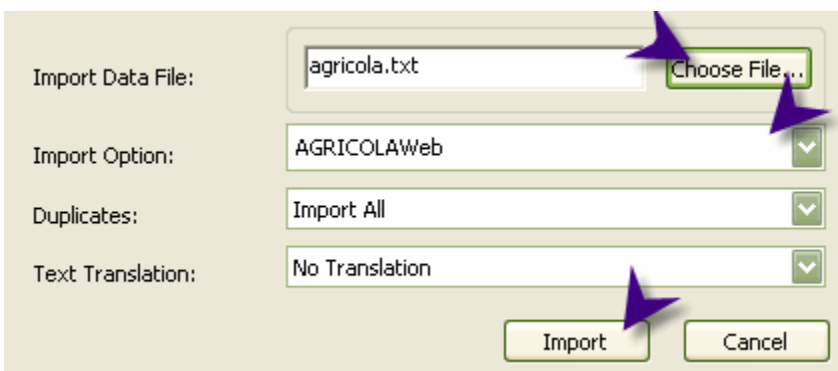 Import Data File: agricola.txt Choose File...
Import Option: AGRICOLAWeb
Duplicates: Import All
Text Translation: No Translation
Import Cancel